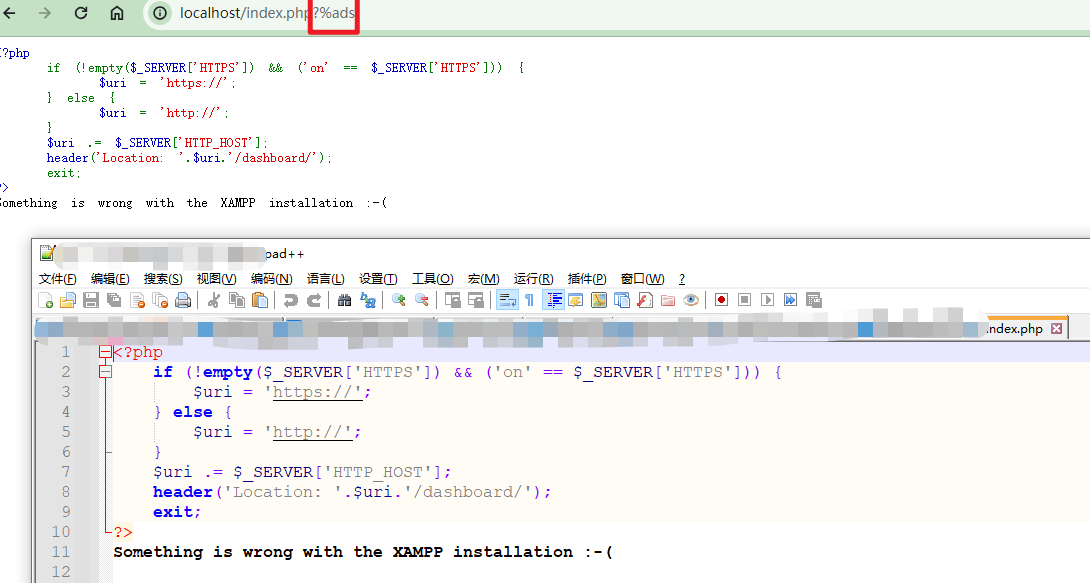 localhost/index.php?%ads
?php
if (!empty($_SERVER['HTTPS']) && ('on' == $_SERVER['HTTPS'])) {
$uri = 'https://';
} else {
$uri = 'http://';
}
$uri .= $_SERVER['HTTP_HOST'];
header('Location: '.$uri.'/dashboard/');
exit;
?>
Something is wrong with the XAMPP installation :-(
pad++
文件(F) 编辑(E) 搜索(S) 视图(V) 编码(N) 语言(L) 设置(T) 工具(O) 宏(M) 运行(R) 插件(P) 窗口(W) ?
index.php
1 <?php
2 if (!empty($_SERVER['HTTPS']) && ('on' == $_SERVER['HTTPS'])) {
3 $uri = 'https://';
4 } else {
5 $uri = 'http://';
6 }
7 $uri .= $_SERVER['HTTP_HOST'];
8 header('Location: '.$uri.'/dashboard/');
9 exit;
10 ?>
11 Something is wrong with the XAMPP installation :-(
12